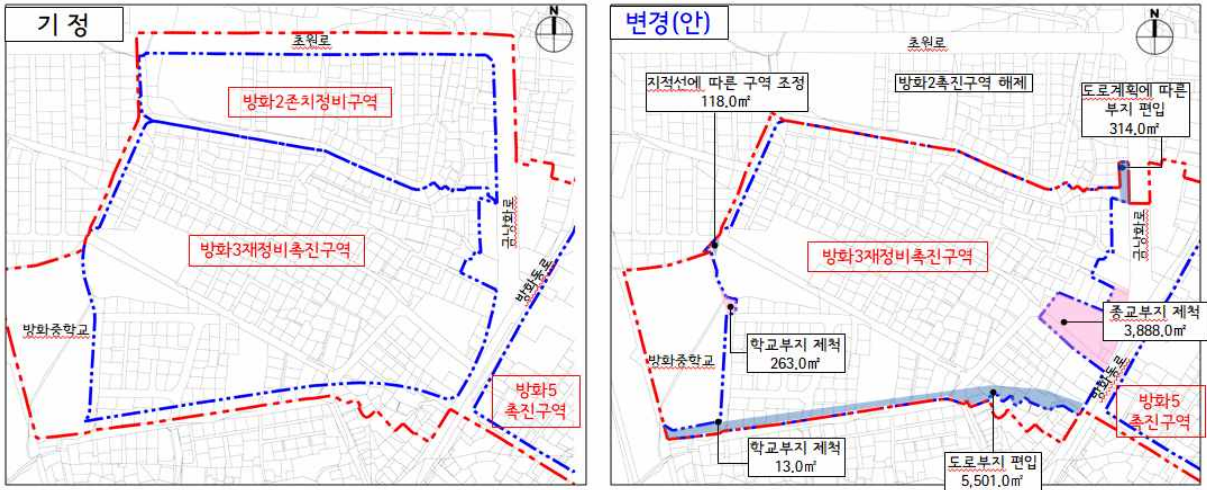 기 정
N
초원로
방화2존치정비구역
금낭화로
방화3재정비촉진구역
방화동로
방화중학교
방화5
촉진구역
변경(안)
N
초원로
지적선에 따른 구역 조정
118.0㎡
방화2촉진구역 해제
도로계획에 따른
부지 편입
314.0㎡
금낭화로
방화3재정비촉진구역
종교부지 제척
3,888.0㎡
학교부지 제척
263.0㎡
방화중학교
방화동로
방화5
촉진구역
학교부지 제척
13.0㎡
도로부지 편입
5,501.0㎡